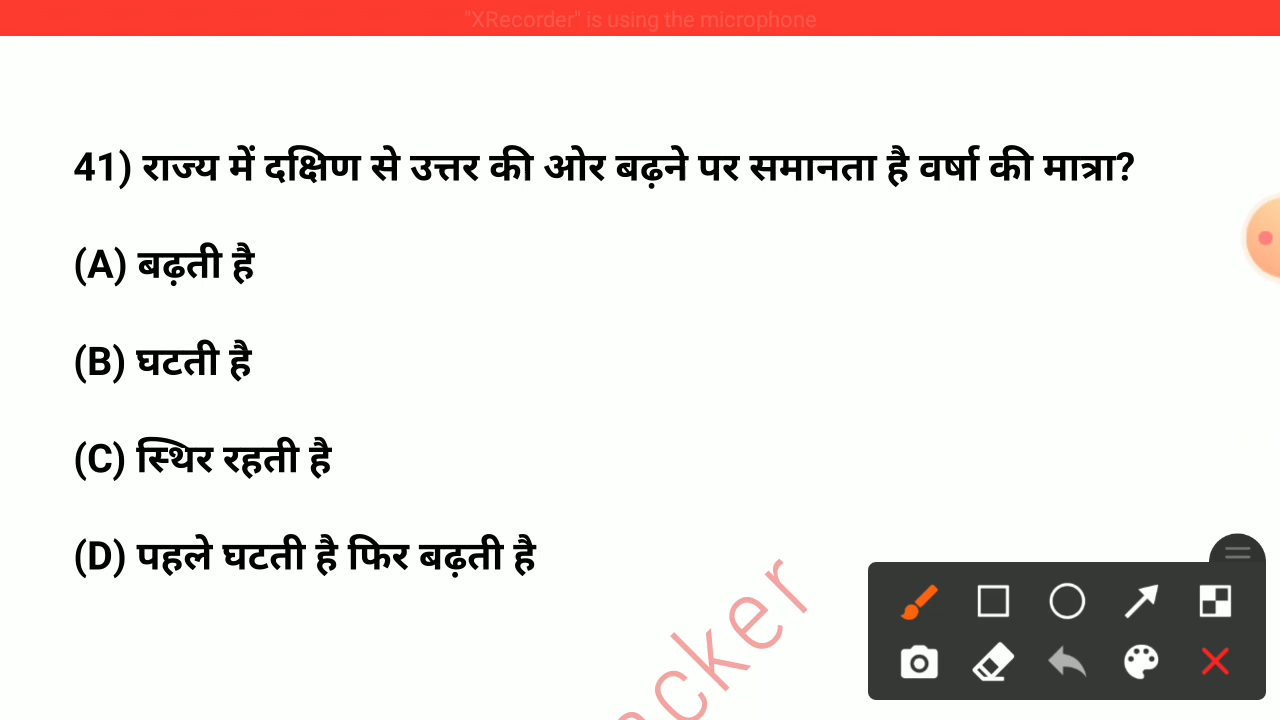 "XRecorder" is using the microphone
41) राज्य में दक्षिण से उत्तर की ओर बढ़ने पर समानता है वर्षा की मात्रा?
(A) बढ़ती है
(B) घटती है
(C) स्थिर रहती है
(D) पहले घटती है फिर बढ़ती है